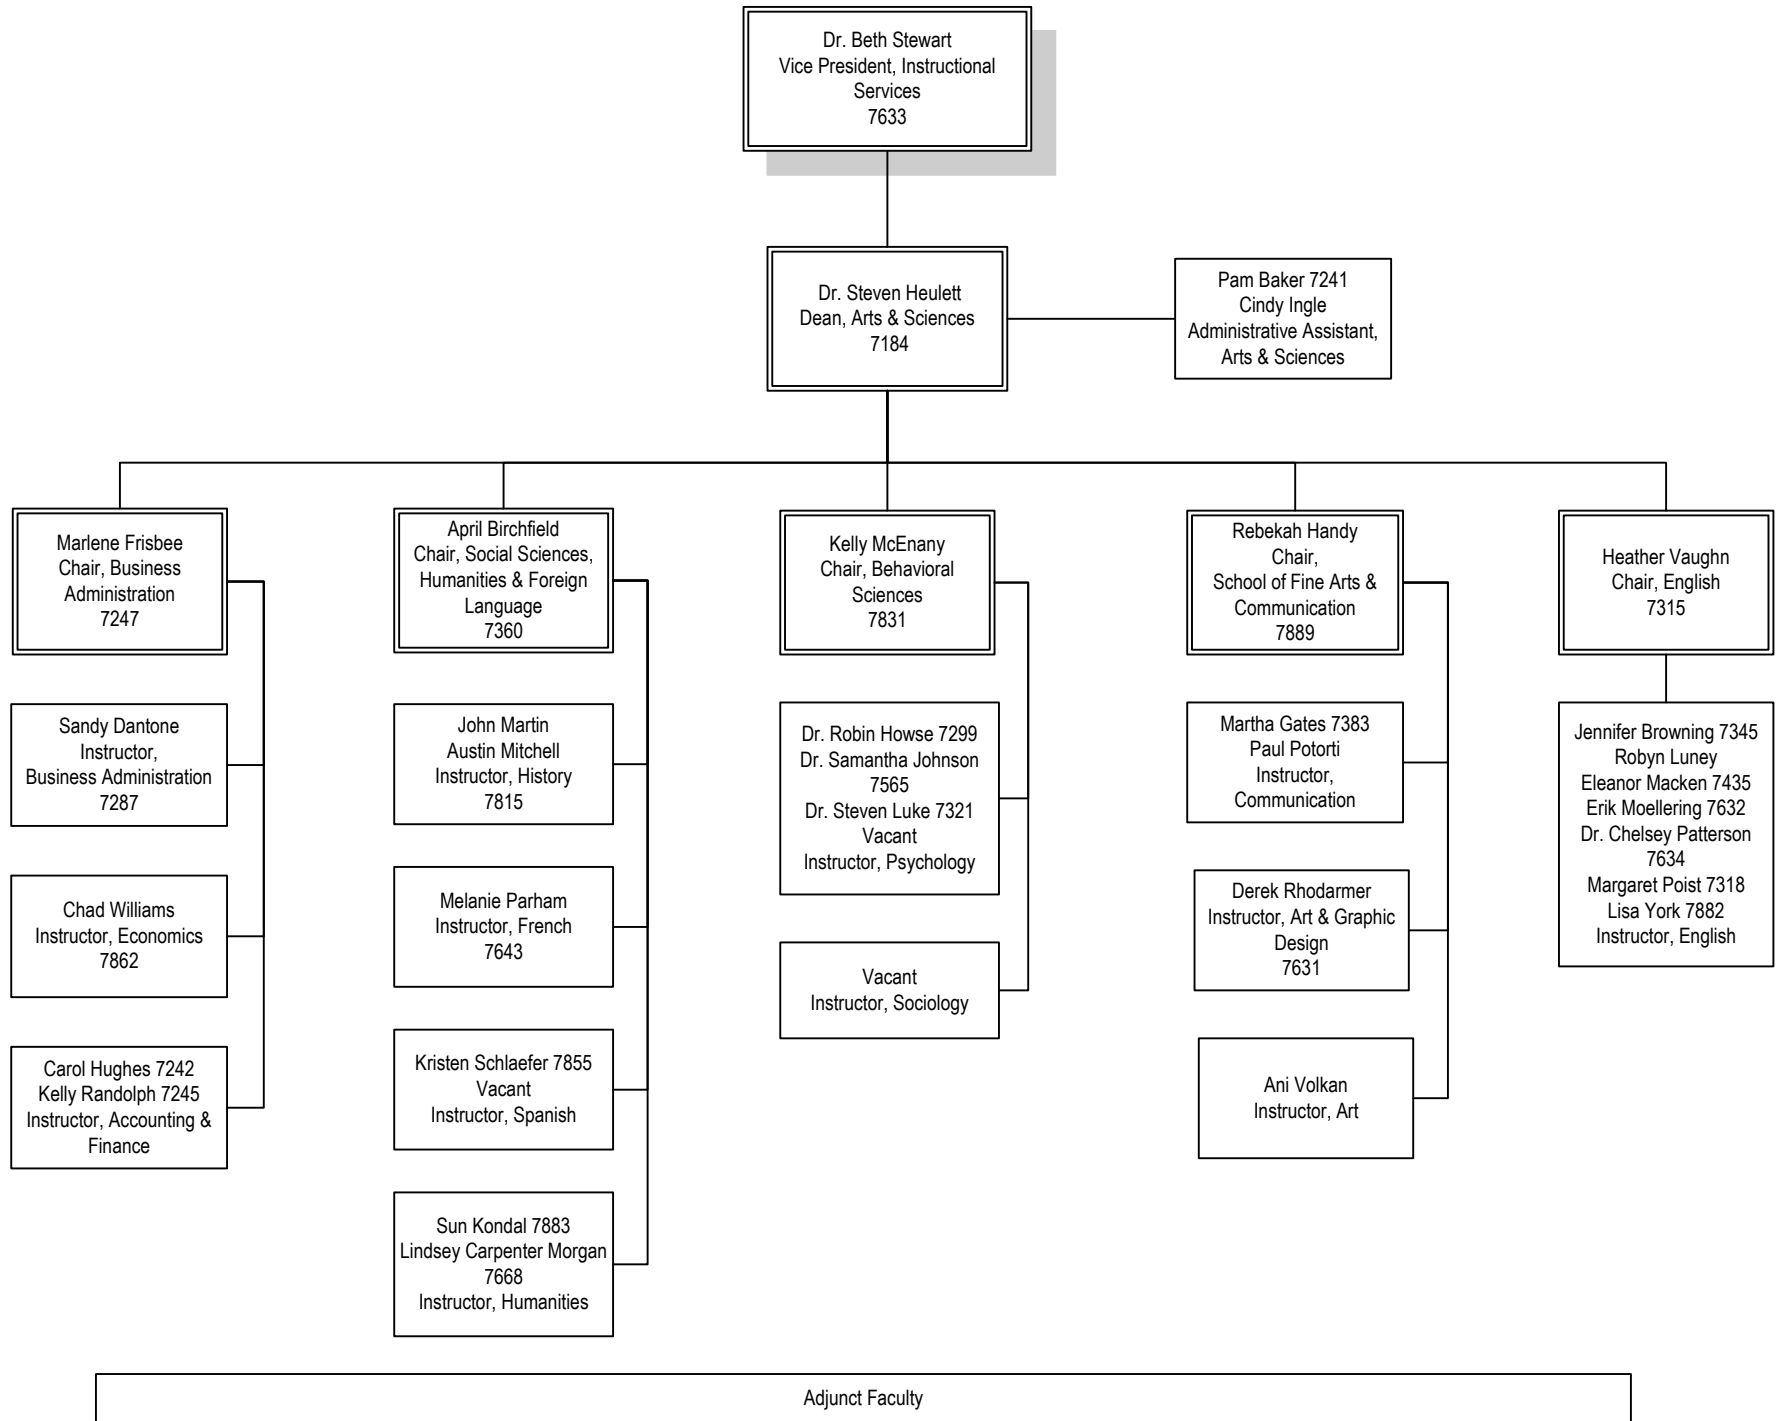 Dr. Beth Stewart
Vice President, Instructional
Services
7633
Dr. Steven Heulett
Dean, Arts & Sciences
7184
Pam Baker 7241
Cindy Ingle
Administrative Assistant,
Arts & Sciences
Marlene Frisbee
Chair, Business
Administration
7247
April Birchfield
Chair, Social Sciences,
Humanities & Foreign
Language
7360
Kelly McEnany
Chair, Behavioral
Sciences
7831
Rebekah Handy
Chair,
School of Fine Arts &
Communication
7889
Heather Vaughn
Chair, English
7315
Sandy Dantone
Instructor,
Business Administration
7287
Chad Williams
Instructor, Economics
7862
Carol Hughes 7242
Kelly Randolph 7245
Instructor, Accounting &
Finance
John Martin
Austin Mitchell
Instructor, History
7815
Melanie Parham
Instructor, French
7643
Kristen Schlaefer 7855
Vacant
Instructor, Spanish
Sun Kondal 7883
Lindsey Carpenter Morgan
7668
Instructor, Humanities
Dr. Robin Howse 7299
Dr. Samantha Johnson
7565
Dr. Steven Luke 7321
Vacant
Instructor, Psychology
Vacant
Instructor, Sociology
Martha Gates 7383
Paul Potorti
Instructor,
Communication
Derek Rhodarmer
Instructor, Art & Graphic
Design
7631
Ani Volkan
Instructor, Art
Jennifer Browning 7345
Robyn Luney
Eleanor Macken 7435
Erik Moellering 7632
Dr. Chelsey Patterson
7634
Margaret Poist 7318
Lisa York 7882
Instructor, English
Adjunct Faculty